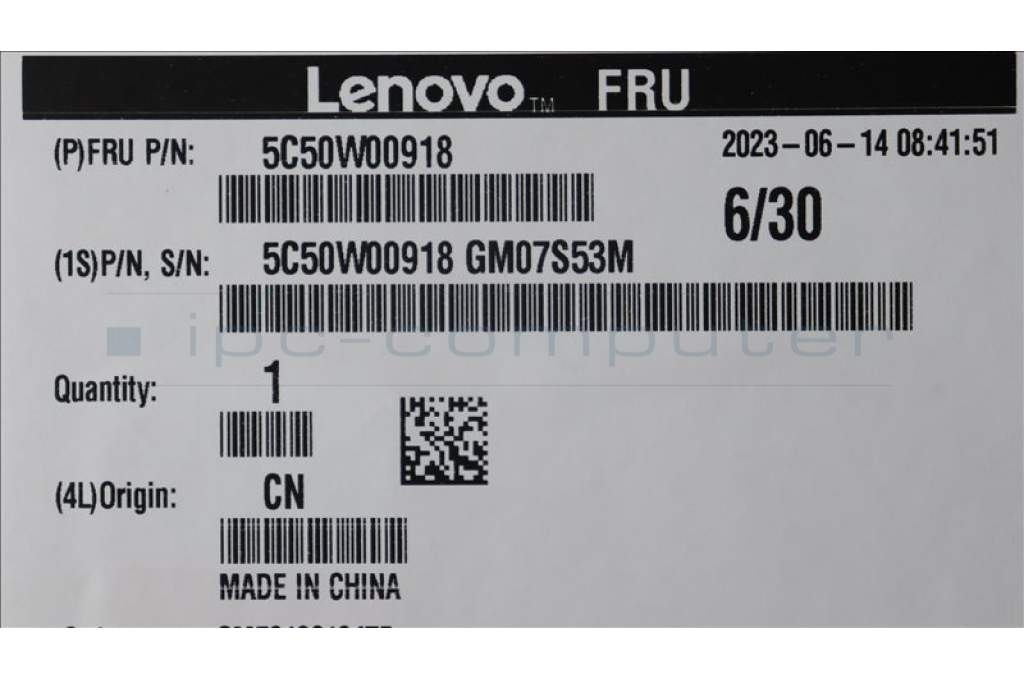 Lenovo TM FRU
(P)FRU P/N: 5C50W00918 2023-06-14 08:41:51
6/30
(1S)P/N, S/N: 5C50W00918 GM07S53M
ipc-computer
Quantity: 1
(4L)Origin: CN
MADE IN CHINA